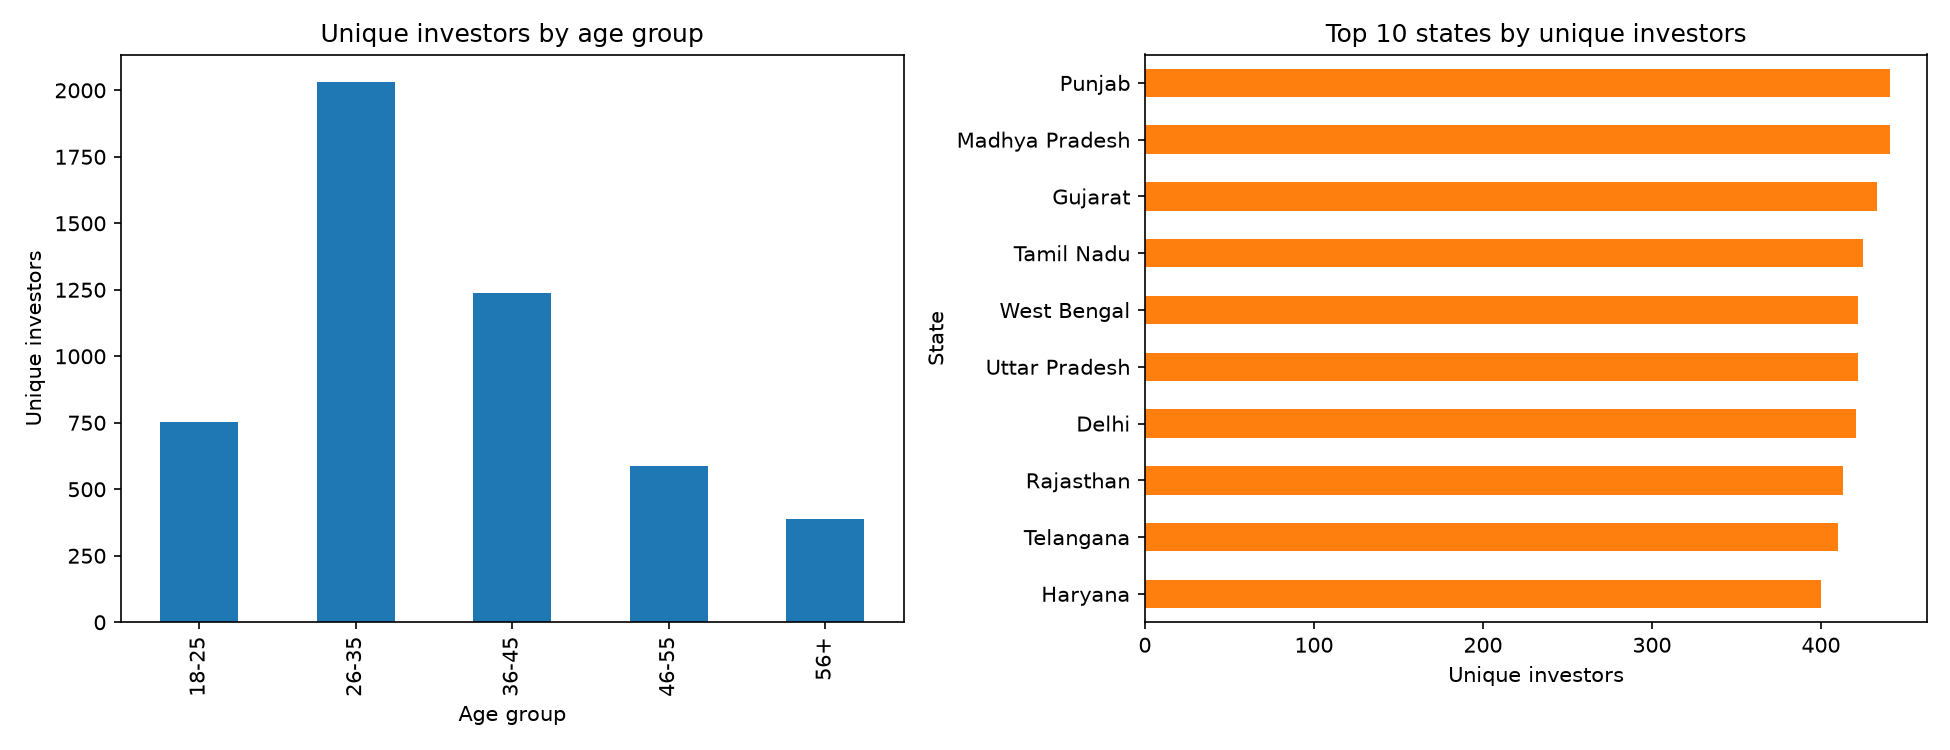 Unique investors by age group
Unique investors
2000
1750
1500
1250
1000
750
500
250
0
18-25
26-35
36-45
46-55
56+
Age group
Top 10 states by unique investors
State
Punjab
Madhya Pradesh
Gujarat
Tamil Nadu
West Bengal
Uttar Pradesh
Delhi
Rajasthan
Telangana
Haryana
0
100
200
300
400
Unique investors